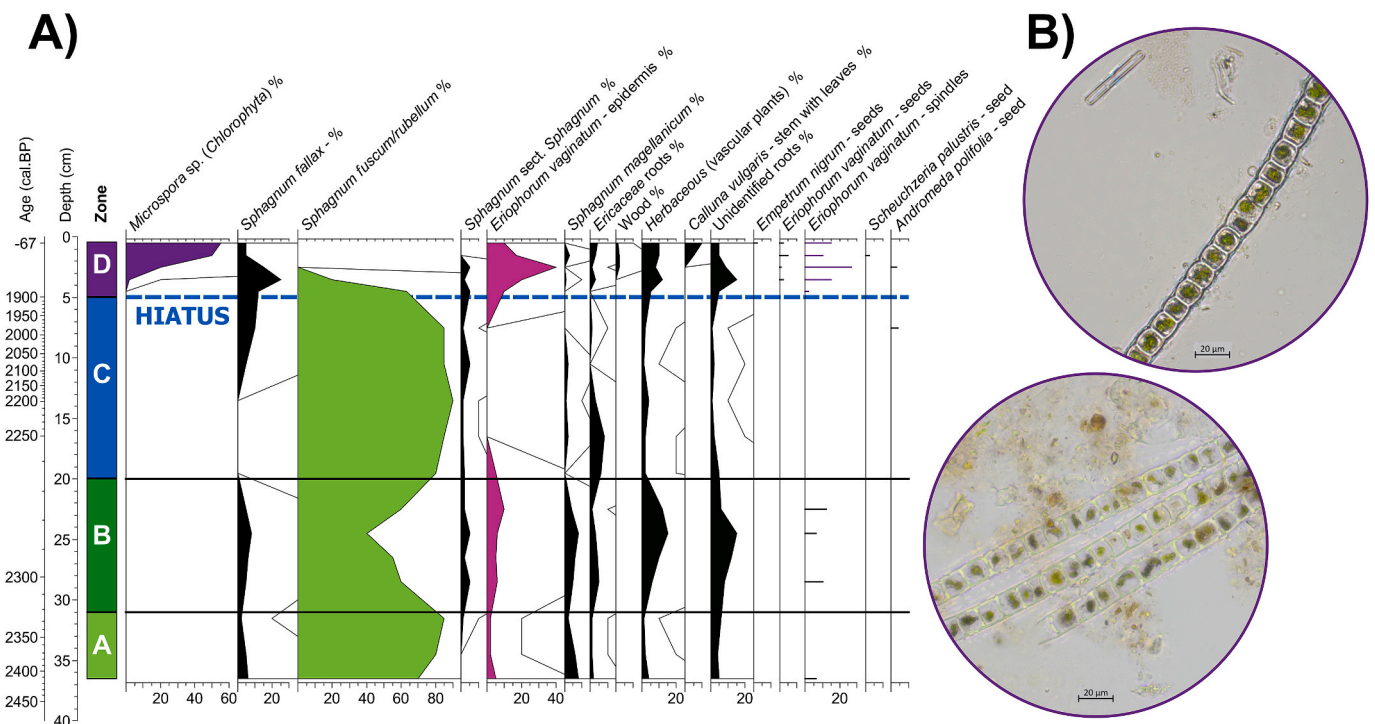 A)
B)
Age (cal.BP)
Depth (cm)
Zone
Microspora sp. (Chlorophyta) %
Sphagnum fallax - %
Sphagnum fuscum/rubellum %
Sphagnum sect. Sphagnum %
Eriophorum vaginatum - epidermis %
Sphagnum magellanicum %
Ericaceae roots %
Wood %
Herbaceous (vascular plants) %
Calluna vulgaris - stem with leaves %
Unidentified roots %
Empetrum nigrum - seeds
Eriophorum vaginatum - seeds
Eriophorum vaginatum - spindles
Scheuchzeria palustris - seed
Andromeda polifolia - seed
-67
1900
1950
2000
2050
2100
2150
2200
2250
2300
2350
2400
2450
0
5
10
15
20
25
30
35
40
D
C
B
A
HIATUS
20 40 60
20
20 40 60 80
20 40
20
20
20
20 µm
20 µm